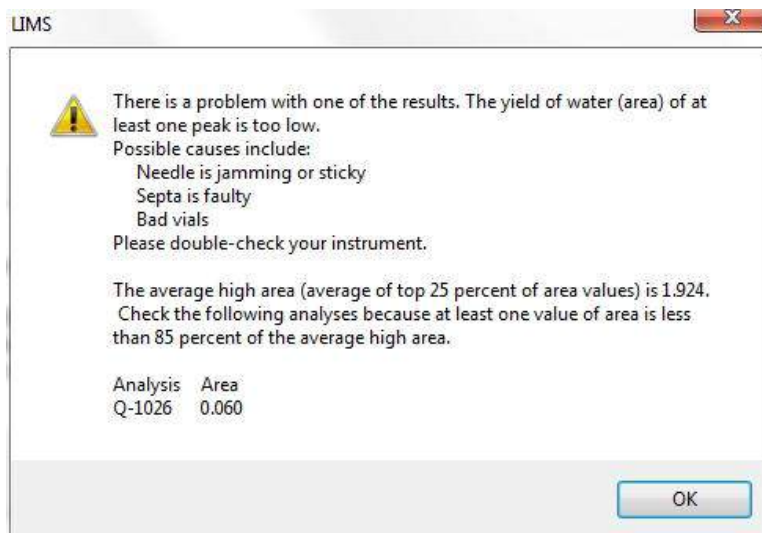 LIMS
There is a problem with one of the results. The yield of water (area) of at
least one peak is too low.
Possible causes include:
Needle is jamming or sticky
Septa is faulty
Bad vials
Please double-check your instrument.
The average high area (average of top 25 percent of area values) is 1.924.
Check the following analyses because at least one value of area is less
than 85 percent of the average high area.
Analysis Area
Q-1026 0.060
OK